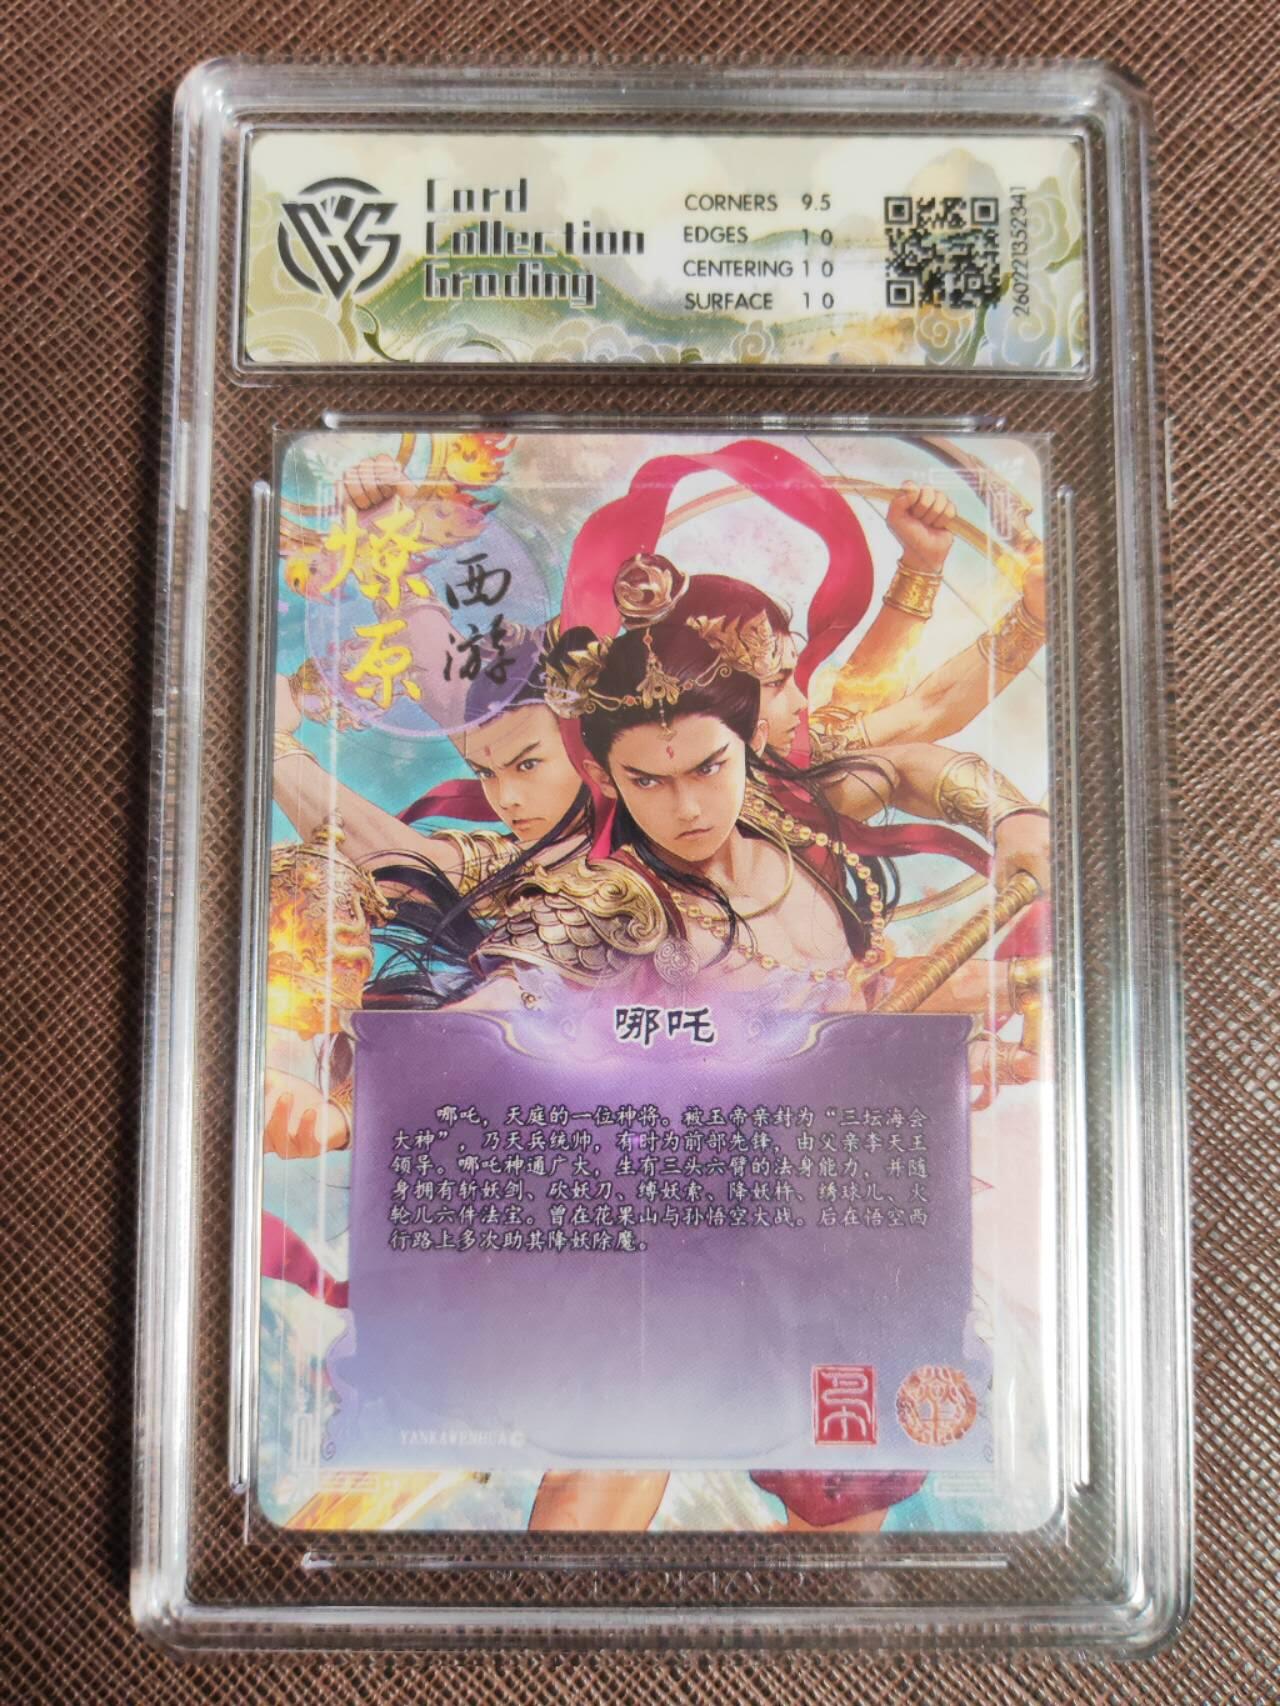 CCG
Card
Collection
Grading
CORNERS 9.5
EDGES 10
CENTERING 10
SURFACE 10
2607221352341
燎原
西游
哪吒
哪吒，天庭的一位神将。被玉帝亲封为“三坛海会
大神”，乃天兵统帅，有时为前部先锋，由父亲李天王
领导。哪吒神通广大，生有三头六臂的法身能力，并随
身拥有斩妖剑、砍妖刀、缚妖索、降妖杵、绣球儿、火
轮儿六件法宝。曾在花果山与孙悟空大战。后在悟空西
行路上多次助其降妖除魔。
YANKAWENHUA©